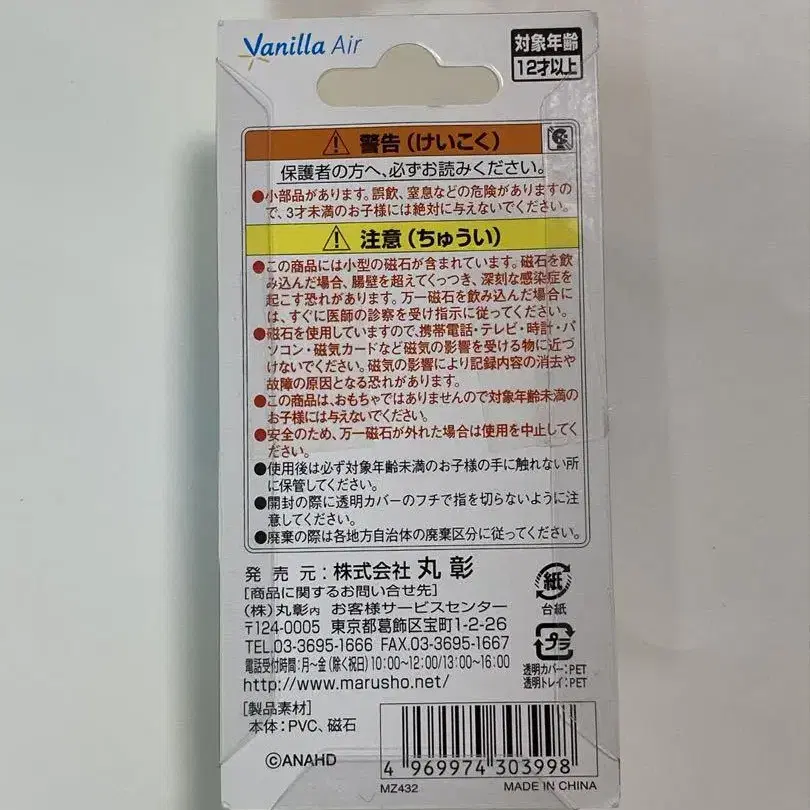 Vanilla Air
対象年齢
12才以上
警告(けいこく)
保護者の方へ、必ずお読みください。
●小部品があります。誤飲、窒息などの危険がありますの
で、3才未満のお子様には絶対に与えないでください。
注意(ちゅうい)
●この商品には小型の磁石が含まれています。磁石を飲
み込んだ場合、腸壁を超えてくっつき、深刻な感染症を
起こす恐れがあります。万一磁石を飲み込んだ場合に
は、すぐに医師の診察を受け指示に従ってください。
●磁石を使用していますので、携帯電話・テレビ・時計・パ
ソコン・磁気カードなど磁気の影響を受ける物に近づ
けないでください。磁気の影響により記録内容の消去や
故障の原因となる恐れがあります。
●この商品は、おもちゃではありませんので対象年齢未満の
お子様には与えないでください。
●安全のため、万一磁石が外れた場合は使用を中止してく
ださい。
●使用後は必ず対象年齢未満のお子様の手に触れない所
に保管してください。
●開封の際に透明カバーのフチで指を切らないように注
意してください。
●廃棄の際は各地方自治体の廃棄区分に従ってください。
発売元:株式会社 丸彰
[商品に関するお問い合せ先]
(株)丸彰内 お客様サービスセンター
〒124-0005 東京都葛飾区宝町1-2-26
TEL.03-3695-1666 FAX.03-3695-1667
電話受付時間:月〜金(除く祝日)10:00〜12:00/13:00〜16:00
http://www.marusho.net/
紙
台紙
プラ
透明カバー:PET
透明トレイ:PET
[製品素材]
本体:PVC、磁石
©ANAHD
4 969974 303998
MZ432
MADE IN CHINA